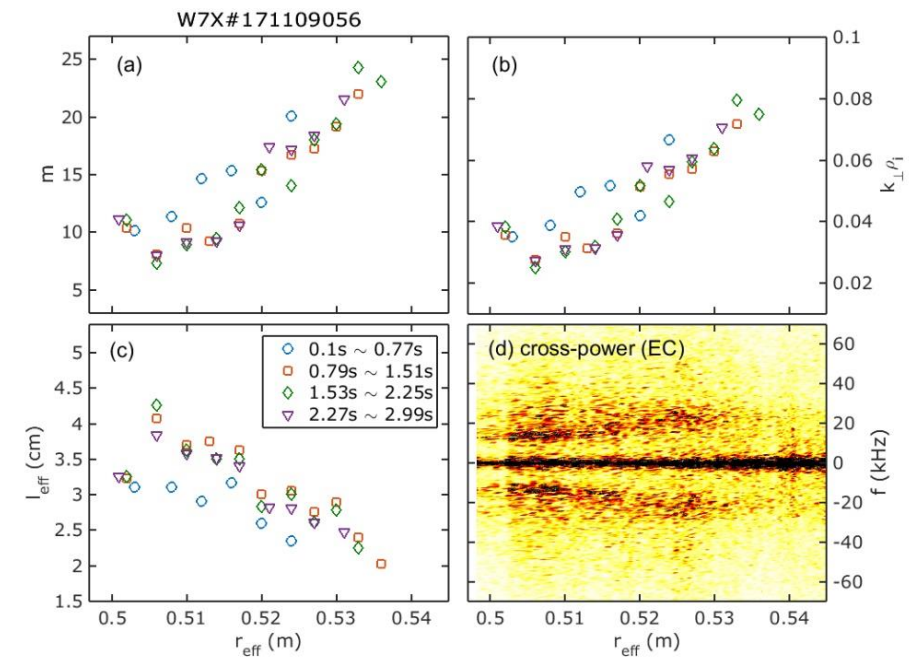 W7X#171109056
(a)
m
25
20
15
10
5
(b)
k⊥ρi
0.1
0.08
0.06
0.04
0.02
(c)
leff (cm)
5
4.5
4
3.5
3
2.5
2
1.5
0.1s ∼ 0.77s
0.79s ∼ 1.51s
1.53s ∼ 2.25s
2.27s ∼ 2.99s
0.5 0.51 0.52 0.53 0.54
reff (m)
(d) cross-power (EC)
f (kHz)
60
40
20
0
-20
-40
-60
0.5 0.51 0.52 0.53 0.54
reff (m)